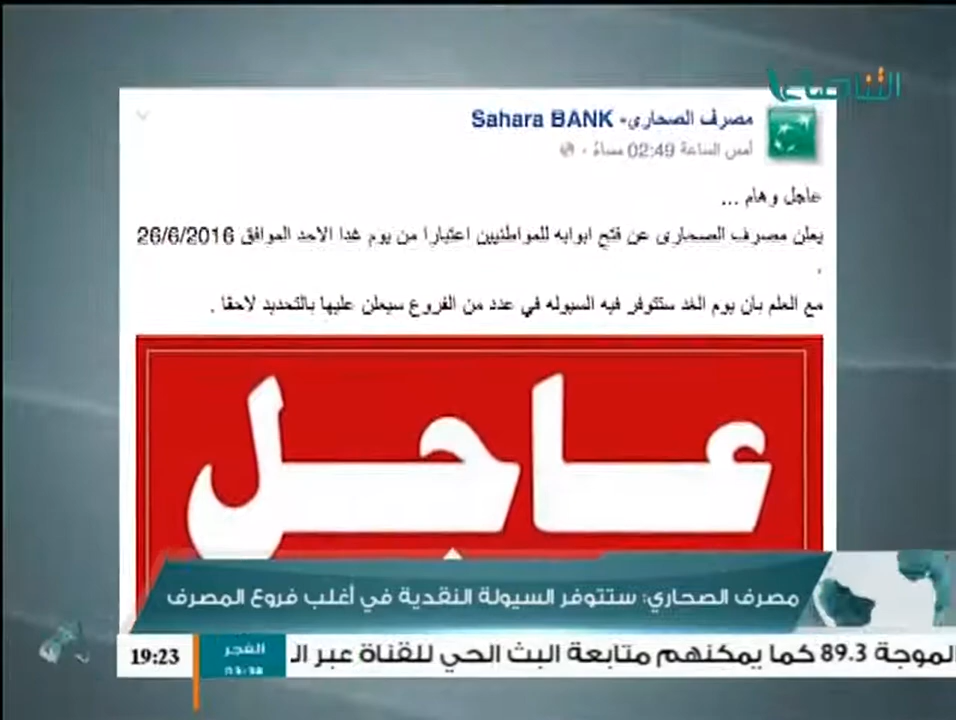 التناصح
مصرف الصحاري- Sahara BANK
أمس الساعة 02:49 مساءً ·
عاجل وهام ...
يعلن مصرف الصحارى عن فتح ابوابه للمواطنيين اعتبارا من يوم غدا الاحد الموافق 26/6/2016
.
مع العلم بان يوم الغد ستتوفر فيه السيوله في عدد من الفروع سيعلن عليها بالتحديد لاحقا .
عاجل
مصرف الصحاري: ستتوفر السيولة النقدية في أغلب فروع المصرف
الموجة 89.3 كما يمكنهم متابعة البث الحي للقناة عبر الـ
الفجر
19:23